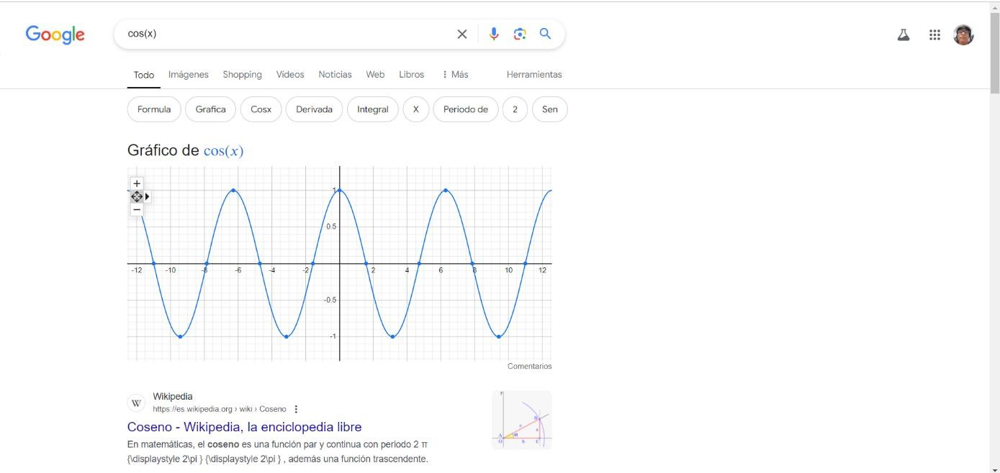 Google
cos(x)
Todo Imágenes Shopping Vídeos Noticias Web Libros Más Herramientas
Formula Grafica Cosx Derivada Integral X Periodo de 2 Sen
Gráfico de cos(x)
+
−
1
0.5
-12 -10 -8 -6 -4 -2 2 4 6 8 10 12
-0.5
-1
Comentarios
W Wikipedia
https://es.wikipedia.org › wiki › Coseno
Coseno - Wikipedia, la enciclopedia libre
En matemáticas, el coseno es una función par y continua con periodo 2 π
{\displaystyle 2\pi } {\displaystyle 2\pi } , además una función trascendente.